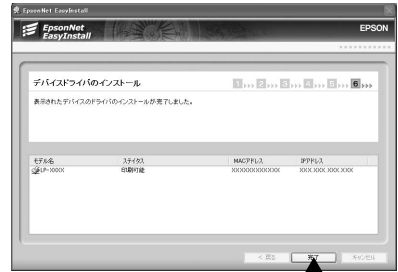 EpsonNet EasyInstall
EpsonNet
EasyInstall
EPSON
デバイスドライバのインストール
1 2 3 4 5 6
表示されたデバイスのドライバのインストールが完了しました。
モデル名 ステイタス MACアドレス IPアドレス
LP-XXXX 印刷可能 XXXXXXXXXXXX XXX.XXX.XXX.XXX
< 戻る 完了 キャンセル